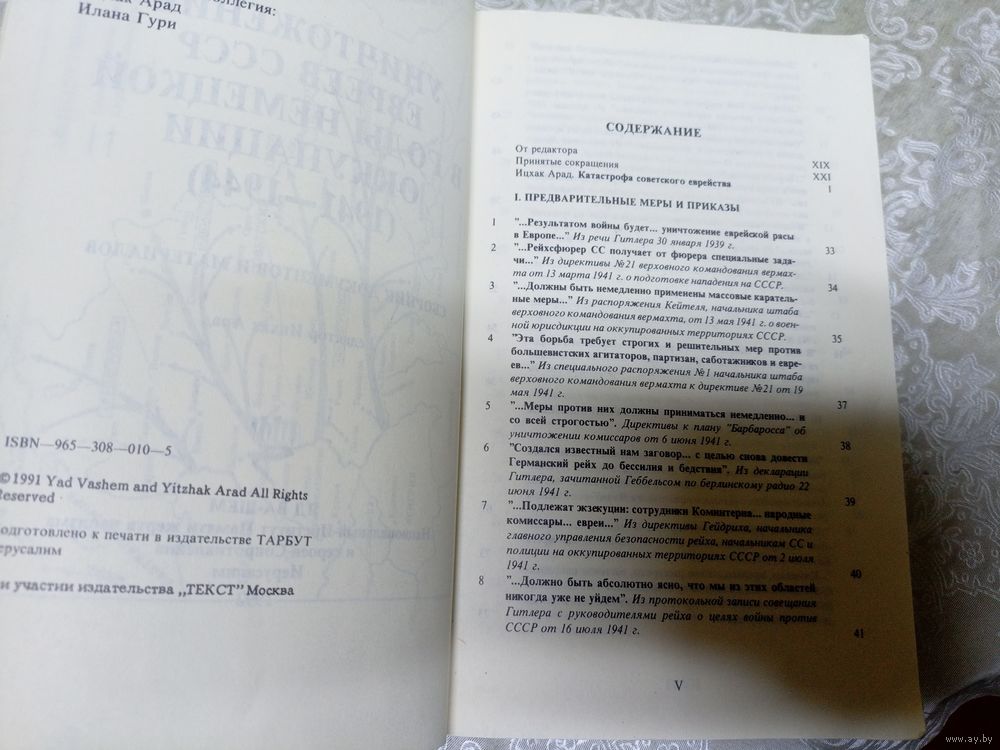 ллегия:
Арад
Илана Гури
ISBN—965—308—010—5
©1991 Yad Vashem and Yitzhak Arad All Rights
Reserved
одготовлено к печати в издательстве ТАРБУТ
ерусалим
и участии издательства „ТЕКСТ" Москва
СОДЕРЖАНИЕ
От редактора
Принятые сокращения XIX
Ицхак Арад. Катастрофа советского еврейства XXI
I
I. ПРЕДВАРИТЕЛЬНЫЕ МЕРЫ И ПРИКАЗЫ
1 "...Результатом войны будет... уничтожение еврейской расы
в Европе..." Из речи Гитлера 30 января 1939 г. 33
2 "...Рейхсфюрер СС получает от фюрера специальные зада-
чи..." Из директивы №21 верховного командования вермах-
та от 13 марта 1941 г. о подготовке нападения на СССР. 34
3 "...Должны быть немедленно применены массовые каратель-
ные меры..." Из распоряжения Кейтеля, начальника штаба
верховного командования вермахта, от 13 мая 1941 г. о воен-
ной юрисдикции на оккупированных территориях СССР. 35
4 "Эта борьба требует строгих и решительных мер против
большевистских агитаторов, партизан, саботажников и евре-
ев..." Из специального распоряжения №1 начальника штаба
верховного командования вермахта к директиве №21 от 19
мая 1941 г. 37
5 "...Меры против них должны приниматься немедленно... и
со всей строгостью". Директивы к плану "Барбаросса" об
уничтожении комиссаров от 6 июня 1941 г. 38
6 "Создался известный нам заговор... с целью снова довести
Германский рейх до бессилия и бедствия". Из декларации
Гитлера, зачитанной Геббельсом по берлинскому радио 22
июня 1941 г. 39
7 "...Подлежат экзекуции: сотрудники Коминтерна... народные
комиссары... евреи..." Из директивы Гейдриха, начальника
главного управления безопасности рейха, начальникам СС и
полиции на оккупированных территориях СССР от 2 июля
1941 г. 40
8 "...Должно быть абсолютно ясно, что мы из этих областей
никогда уже не уйдем". Из протокольной записи совещания
Гитлера с руководителями рейха о целях войны против
СССР от 16 июля 1941 г. 41
V
www.ay.by